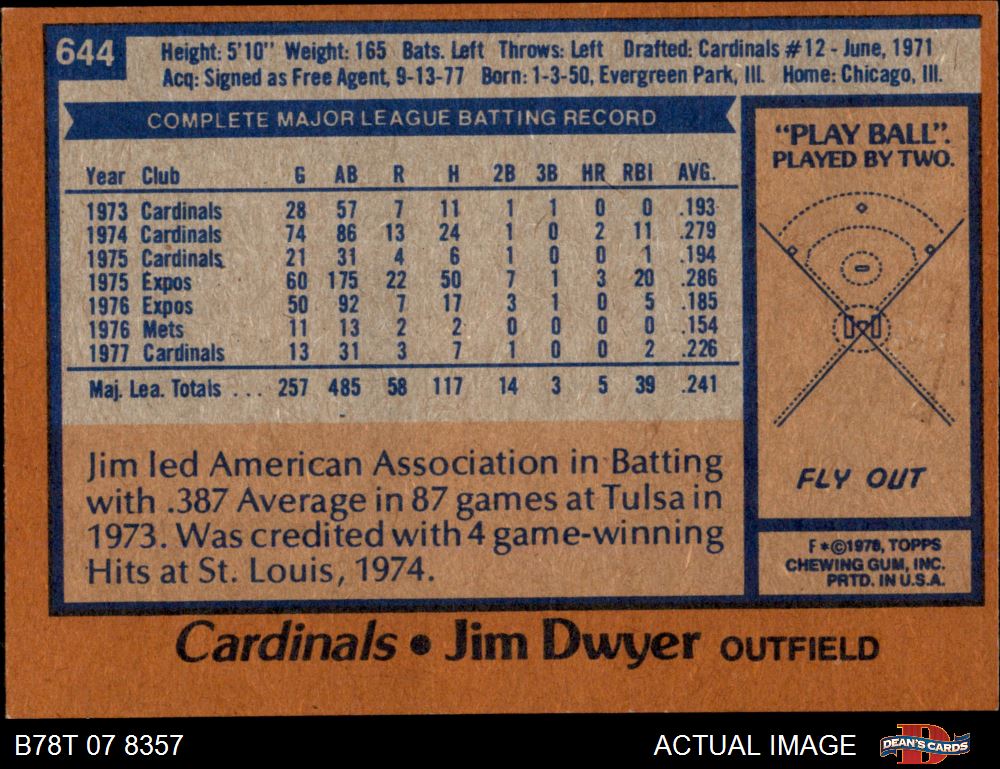 644
Height: 5'10" Weight: 165 Bats. Left Throws: Left Drafted: Cardinals #12 - June, 1971
Acq: Signed as Free Agent, 9-13-77 Born: 1-3-50, Evergreen Park, Ill. Home: Chicago, Ill.
COMPLETE MAJOR LEAGUE BATTING RECORD
Year Club G AB R H 2B 3B HR RBI AVG.
1973 Cardinals 28 57 7 11 1 1 0 0 .193
1974 Cardinals 74 86 13 24 1 0 2 11 .279
1975 Cardinals 21 31 4 6 1 0 0 1 .194
1975 Expos 60 175 22 50 7 1 3 20 .286
1976 Expos 50 92 7 17 3 1 0 5 .185
1976 Mets 11 13 2 2 0 0 0 0 .154
1977 Cardinals 13 31 3 7 1 0 0 2 .226
Maj. Lea. Totals ... 257 485 58 117 14 3 5 39 .241
Jim led American Association in Batting
with .387 Average in 87 games at Tulsa in
1973. Was credited with 4 game-winning
Hits at St. Louis, 1974.
"PLAY BALL".
PLAYED BY TWO.
FLY OUT
F*©1978, TOPPS
CHEWING GUM, INC.
PRTD. IN U.S.A.
Cardinals • Jim Dwyer OUTFIELD
B78T 07 8357
ACTUAL IMAGE
DEAN'S CARDS